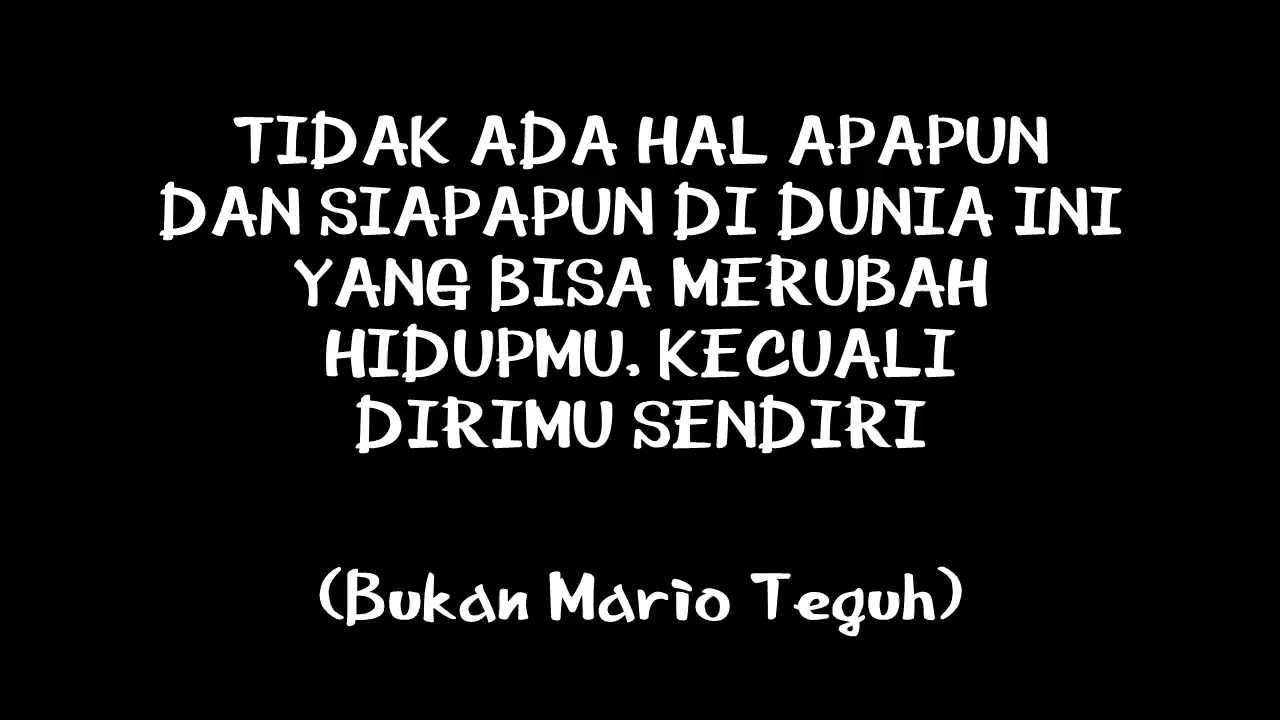 TIDAK ADA HAL APAPUN
DAN SIAPAPUN DI DUNIA INI
YANG BISA MERUBAH
HIDUPMU, KECUALI
DIRIMU SENDIRI
(Bukan Mario Teguh)